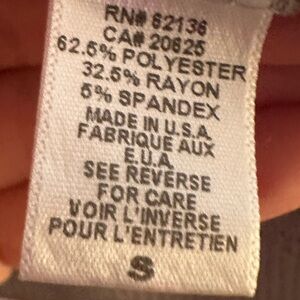 RN# 62136
CA# 20625
62.5% POLYESTER
32.5% RAYON
5% SPANDEX
MADE IN U.S.A.
FABRIQUE AUX
E.U.A.
SEE REVERSE
FOR CARE
VOIR L'INVERSE
POUR L'ENTRETIEN
S